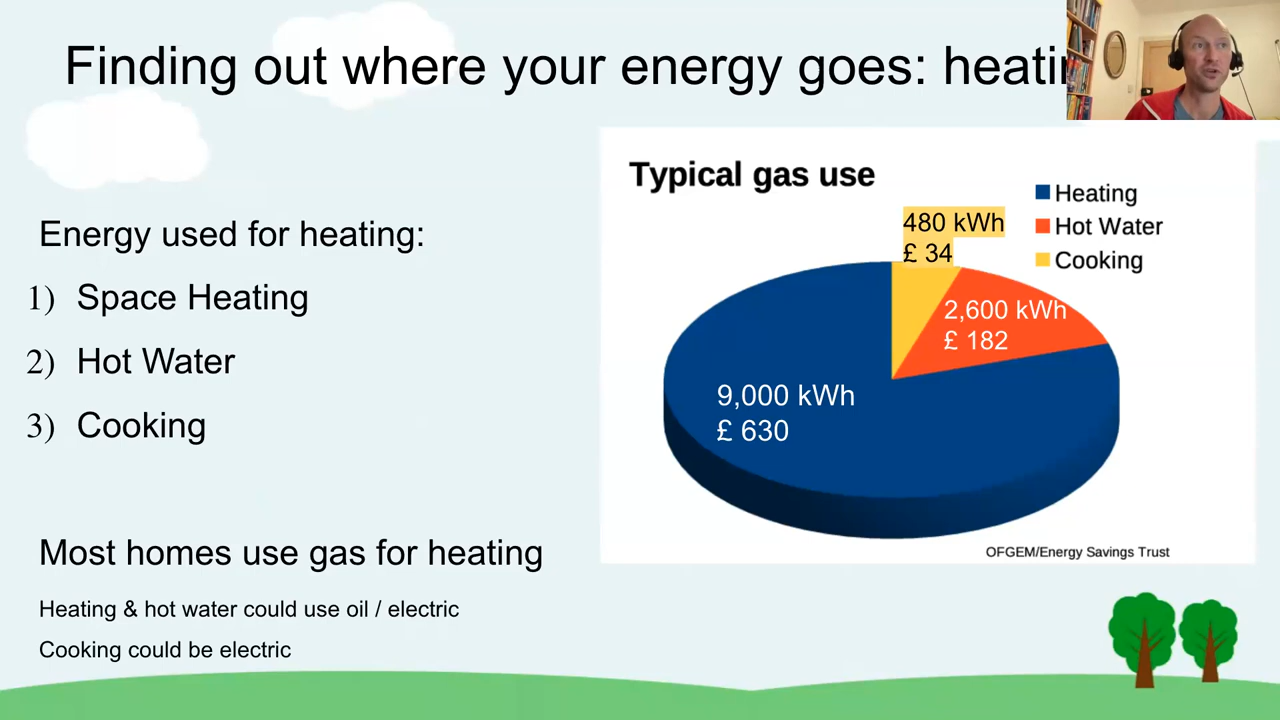 Finding out where your energy goes: heatin
Energy used for heating:
1) Space Heating
2) Hot Water
3) Cooking
Most homes use gas for heating
Heating & hot water could use oil / electric
Cooking could be electric
Typical gas use
Heating
Hot Water
Cooking
480 kWh
£ 34
2,600 kWh
£ 182
9,000 kWh
£ 630
OFGEM/Energy Savings Trust